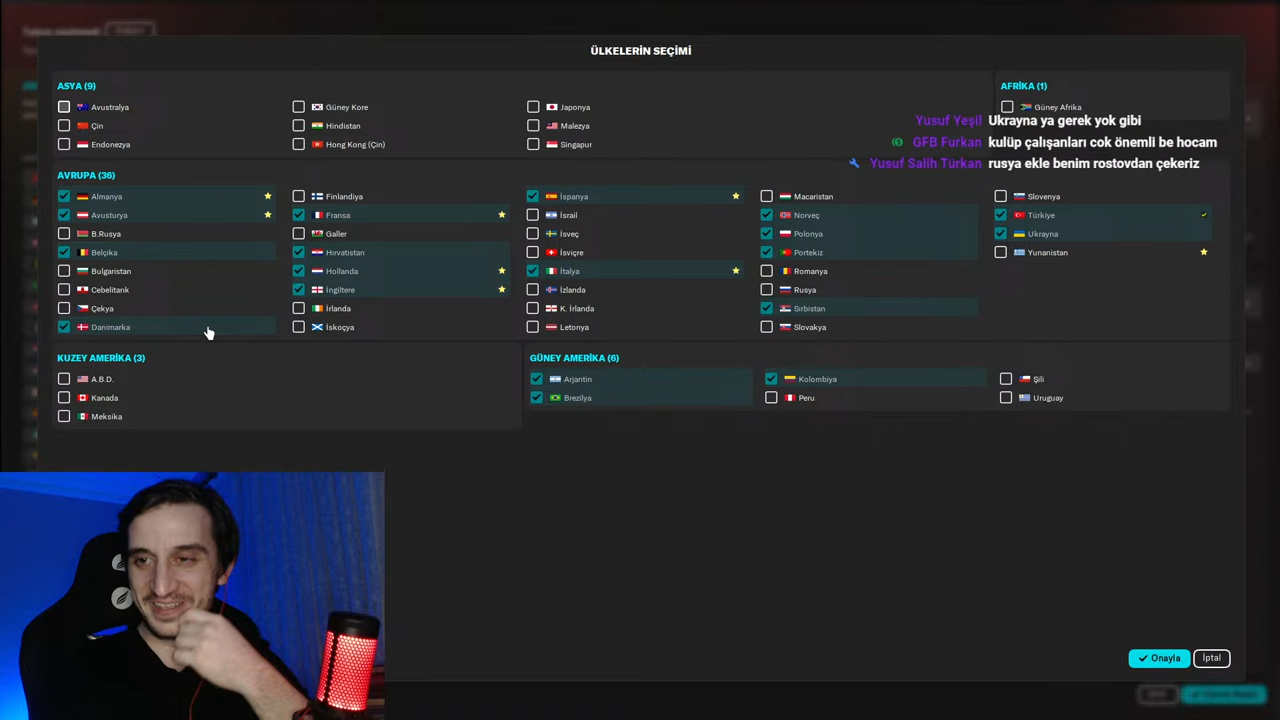 ÜLKELERİN SEÇİMİ
ASYA (9)
Avustralya
Güney Kore
Japonya
Çin
Hindistan
Malezya
Endonezya
Hong Kong (Çin)
Singapur
AFRİKA (1)
Güney Afrika
Yusuf Yeşil Ukrayna ya gerek yok gibi
GFB Furkan kulüp çalışanları cok önemli be hocam
Yusuf Salih Türkan rusya ekle benim rostovdan çekeriz
AVRUPA (36)
Almanya
Finlandiya
İspanya
Macaristan
Slovenya
Avusturya
Fransa
İsrail
Norveç
Türkiye
B.Rusya
Galler
İsveç
Polonya
Ukrayna
Belçika
Hırvatistan
İsviçre
Portekiz
Yunanistan
Bulgaristan
Hollanda
İtalya
Romanya
Cebelitarık
İngiltere
İzlanda
Rusya
Çekya
İrlanda
K. İrlanda
Sırbistan
Danimarka
İskoçya
Letonya
Slovakya
KUZEY AMERİKA (3)
A.B.D.
Kanada
Meksika
GÜNEY AMERİKA (6)
Arjantin
Kolombiya
Şili
Brezilya
Peru
Uruguay
Onayla
İptal